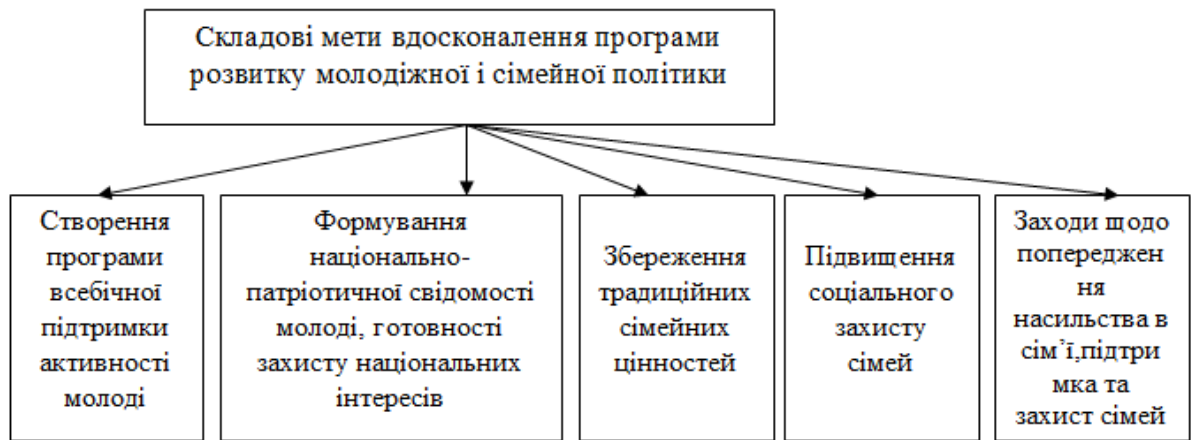 Складові мети вдосконалення програми
розвитку молодіжної і сімейної політики
Створення
програми
всебічної
підтримки
активності
молоді
Формування
національно-
патріотичної свідомості
молоді, готовності
захисту національних
інтересів
Збереження
традиційних
сімейних
цінностей
Підвищення
соціального
захисту
сімей
Заходи щодо
попереджен
ня
насильства в
сім’ї,підтри
мка та
захист сімей